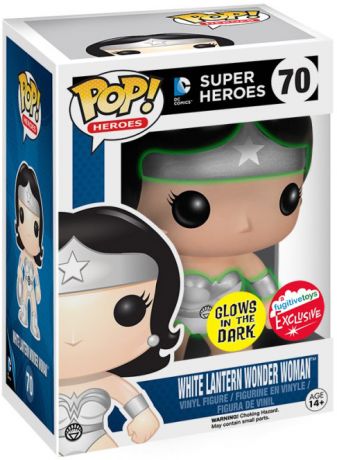 POP!
HEROES
DC COMICS™
SUPER
HEROES
70
POP!
HEROES
GLOWS
IN THE
DARK
fugitivetoys
EXCLUSIVE
WHITE LANTERN WONDER WOMAN™
VINYL FIGURE / FIGURINE EN VINYLE /
FIGURA DE VINIL
WARNING: Choking Hazard.
May contain small parts.
AGE
14+
WHITE LANTERN WONDER WOMAN™
70